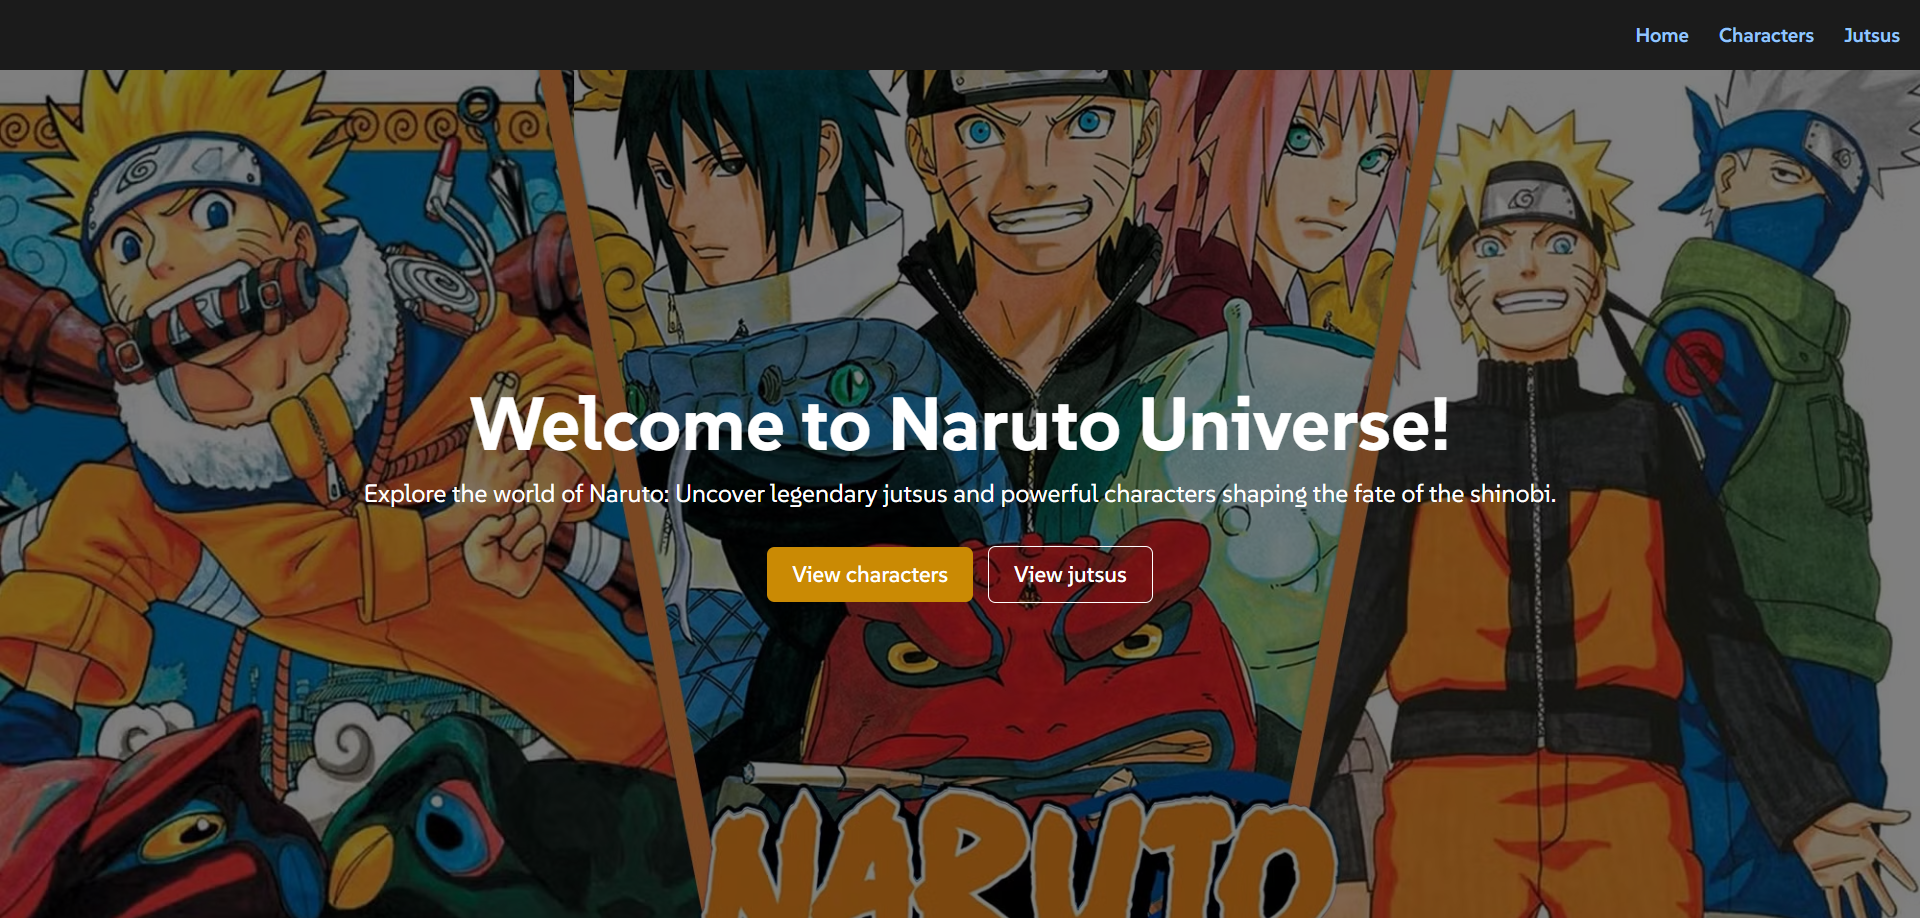 Home Characters Jutsus
Welcome to Naruto Universe!
Explore the world of Naruto: Uncover legendary jutsus and powerful characters shaping the fate of the shinobi.
View characters View jutsus
NARUTO